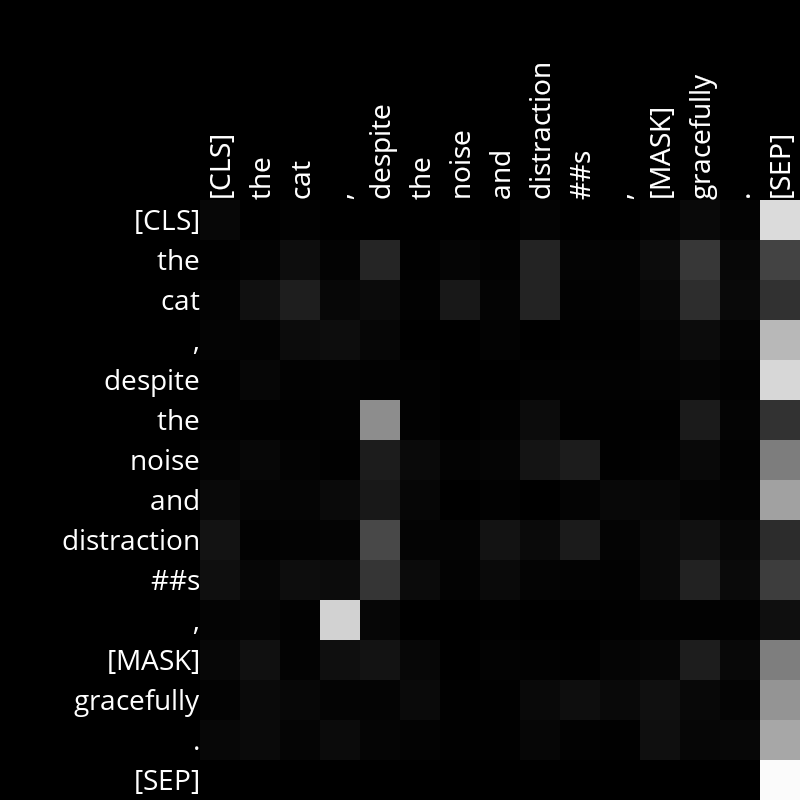 [CLS] the cat , despite the noise and distraction ##s , [MASK] gracefully . [SEP]
[CLS]
the
cat
,
despite
the
noise
and
distraction
##s
,
[MASK]
gracefully
.
[SEP]